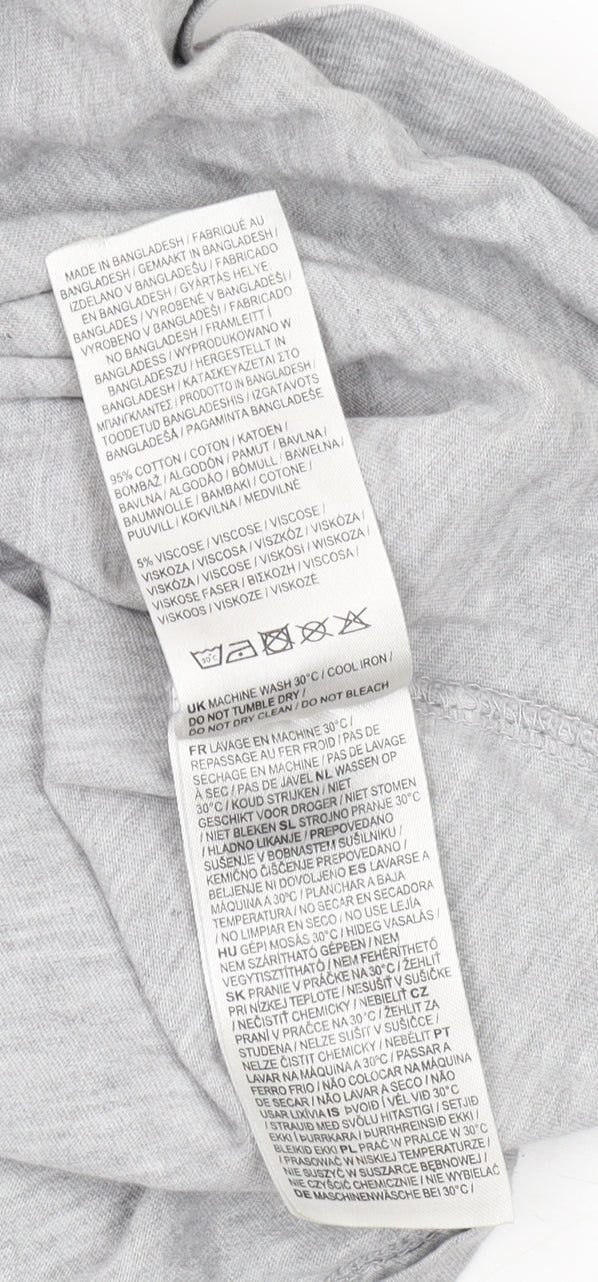 MADE IN BANGLADESH / FABRIQUÉ AU
BANGLADESH / GEMAAKT IN BANGLADESH /
IZDELANO V BANGLADEŠU / FABRICADO
EN BANGLADESH / GYÁRTÁS HELYE:
BANGLADES / VYROBENÉ V BANGLADÉŠI /
VYROBENO V BANGLADÉŠI / FABRICADO
NO BANGLADESH / FRAMLEITT Í
BANGLADESS / WYPRODUKOWANO W
BANGLADESZU / HERGESTELLT IN
BANGLADESH / ΚΑΤΑΣΚΕΥΑΖΕΤΑΙ ΣΤΟ
ΜΠΑΝΓΚΛΑΝΤΕΣ / PRODOTTO IN BANGLADESH /
TOODETUD BANGLADESHIS / IZGATAVOTS
BANGLADEŠĀ / PAGAMINTA BANGLADEŠE
95% COTTON / COTON / KATOEN /
BOMBAŽ / ALGODÓN / PAMUT / BAVLNA /
BAVLNA / ALGODÃO / BÓMULL / BAWEŁNA /
BAUMWOLLE / BAMBAKI / COTONE /
PUUVILL / KOKVILNA / MEDVILNĖ
5% VISCOSE / VISCOSE / VISCOSE /
VISKOZA / VISCOSA / VISZKÓZ / VISKÓZA /
VISKÓZA / VISCOSE / VISKÓSI / WISKOZA /
VISKOSE FASER / ΒΙΣΚΟΖΗ / VISCOSA /
VISKOOS / VISKOZE / VISKOZĖ
30°C
UK MACHINE WASH 30°C / COOL IRON /
DO NOT TUMBLE DRY /
DO NOT DRY CLEAN / DO NOT BLEACH
FR LAVAGE EN MACHINE 30°C /
REPASSAGE AU FER FROID / PAS DE
SÉCHAGE EN MACHINE / PAS DE LAVAGE
À SEC / PAS DE JAVEL NL WASSEN OP
30°C / KOUD STRIJKEN / NIET
GESCHIKT VOOR DROGER / NIET STOMEN
/ NIET BLEKEN SL STROJNO PRANJE 30°C
/ HLADNO LIKANJE / PREPOVEDANO
SUŠENJE V BOBNASTEM SUŠILNIKU /
KEMIČNO ČIŠČENJE PREPOVEDANO /
BELJENJE NI DOVOLJENO ES LAVARSE A
MÁQUINA A 30°C / PLANCHAR A BAJA
TEMPERATURA / NO SECAR EN SECADORA
/ NO LIMPIAR EN SECO / NO USE LEJÍA
HU GÉPI MOSÁS 30°C / HIDEG VASALÁS /
NEM SZÁRÍTHATÓ GÉPBEN / NEM
VEGYTISZTÍTHATÓ / NEM FEHÉRÍTHETŐ
SK PRANIE V PRÁČKE NA 30°C / ŽEHLIŤ
PRI NÍZKEJ TEPLOTE / NESUŠIŤ V SUŠIČKE
/ NEČISTIŤ CHEMICKY / NEBIELIŤ CZ
PRANÍ V PRAČCE NA 30°C / ŽEHLIT ZA
STUDENA / NELZE SUŠIT V SUŠIČCE /
NELZE ČISTIT CHEMICKY / NEBĚLIT PT
LAVAR NA MÁQUINA A 30°C / PASSAR A
FERRO FRIO / NÃO COLOCAR NA MÁQUINA
DE SECAR / NÃO LAVAR A SECO / NÃO
USAR LIXÍVIA IS ÞVOIÐ Í VÉL VIÐ 30°C
/ STRAUIÐ MEÐ SVÖLU HITASTIGI / SETJIÐ
EKKI Í ÞURRKARA / ÞURRHREINSIÐ EKKI /
BLEIKIÐ EKKI PL PRAĆ W PRALCE W 30°C
/ PRASOWAĆ W NISKIEJ TEMPERATURZE /
NIE SUSZYĆ W SUSZARCE BĘBNOWEJ /
NIE CZYŚCIĆ CHEMICZNIE / NIE WYBIELAĆ
DE MASCHINENWÄSCHE BEI 30°C /